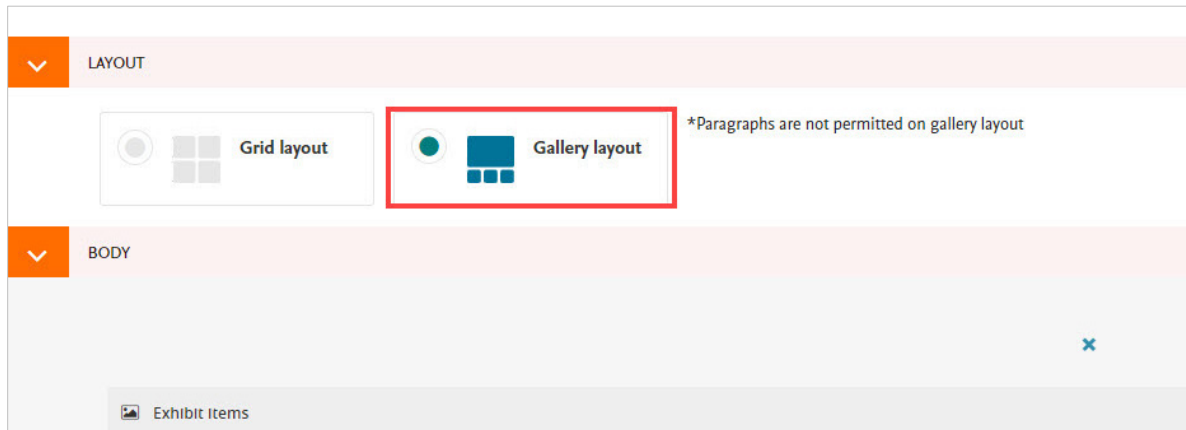 LAYOUT
Grid layout
Gallery layout
*Paragraphs are not permitted on gallery layout
BODY
Exhibit Items